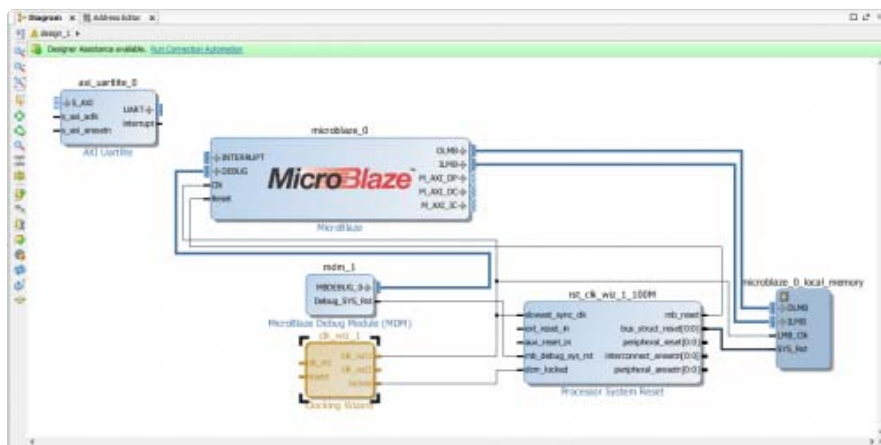 Diagram
Address Editor
design_1
Designer Assistance available. Run Connection Automation
axi_uartlite_0
S_AXI
s_axi_aclk
s_axi_aresetn
UART
interrupt
AXI Uartlite
microblaze_0
INTERRUPT
DEBUG
Clk
Reset
MicroBlaze™
DLMB
ILMB
M_AXI_DP
M_AXI_DC
M_AXI_IC
MicroBlaze
mdm_1
MBDEBUG_0
Debug_SYS_Rst
MicroBlaze Debug Module (MDM)
clk_wiz_1
locked
Clocking Wizard
rst_clk_wiz_1_100M
slowest_sync_clk
ext_reset_in
aux_reset_in
mb_debug_sys_rst
dcm_locked
mb_reset
bus_struct_reset[0:0]
peripheral_reset[0:0]
interconnect_aresetn[0:0]
peripheral_aresetn[0:0]
Processor System Reset
microblaze_0_local_memory
DLMB
ILMB
LMB_Clk
SYS_Rst